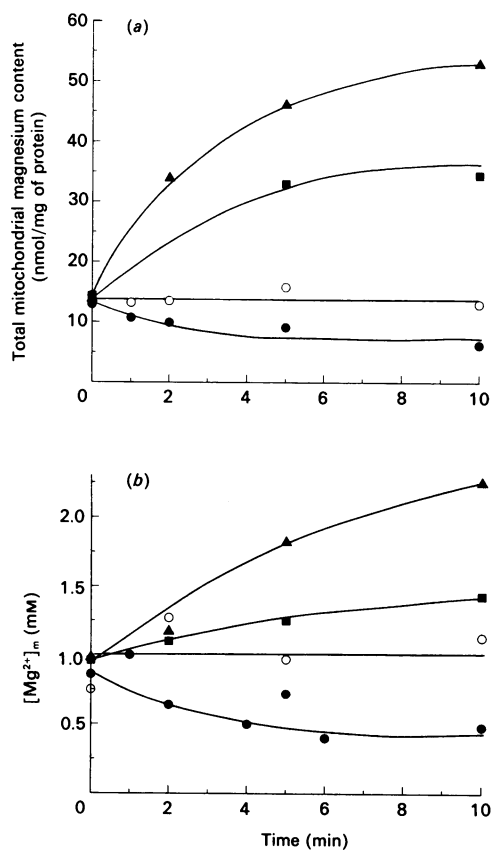 (a)
Total mitochondrial magnesium content
(nmol/mg of protein)
60
50
40
30
20
10
0
0 2 4 6 8 10
(b)
[Mg2+]m (mM)
2.0
1.5
1.0
0.5
0
0 2 4 6 8 10
Time (min)